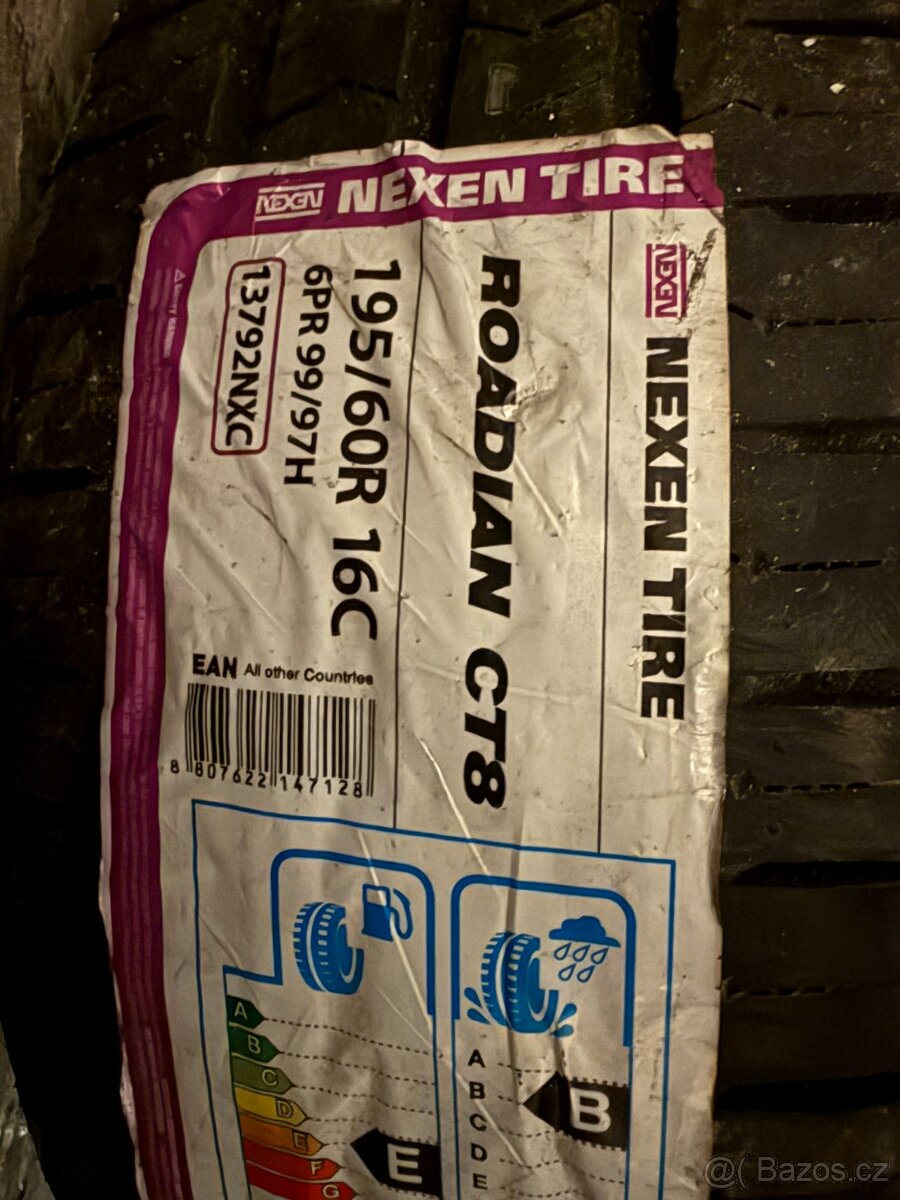 NEXEN NEXEN TIRE
NEXEN NEXEN TIRE
ROADIAN CT8
195/60R 16C
6PR 99/97H
13792NXC
EAN All other Countries
8 807622 147128
A
B
C
D
E
F
G
E
A
B
C
D
E
B
@( Bazos.cz